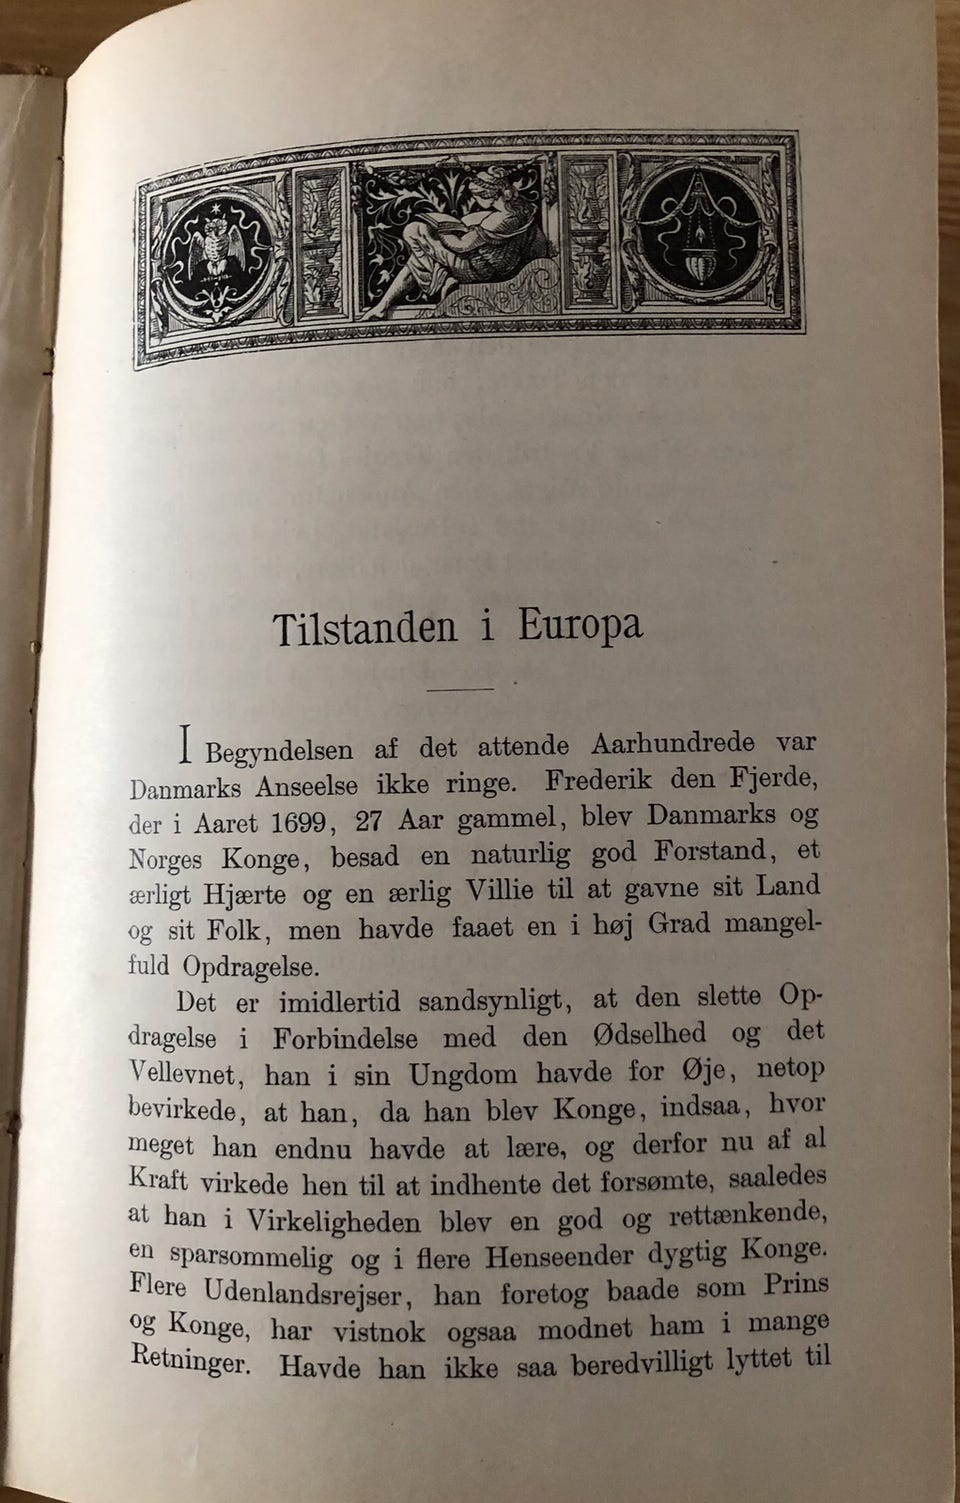 Tilstanden i Europa
I Begyndelsen af det attende Aarhundrede var
Danmarks Anseelse ikke ringe. Frederik den Fjerde,
der i Aaret 1699, 27 Aar gammel, blev Danmarks og
Norges Konge, besad en naturlig god Forstand, et
ærligt Hjærte og en ærlig Villie til at gavne sit Land
og sit Folk, men havde faaet en i høj Grad mangel-
fuld Opdragelse.
Det er imidlertid sandsynligt, at den slette Op-
dragelse i Forbindelse med den Ødselhed og det
Vellevnet, han i sin Ungdom havde for Øje, netop
bevirkede, at han, da han blev Konge, indsaa, hvor
meget han endnu havde at lære, og derfor nu af al
Kraft virkede hen til at indhente det forsømte, saaledes
at han i Virkeligheden blev en god og rettænkende,
en sparsommelig og i flere Henseender dygtig Konge.
Flere Udenlandsrejser, han foretog baade som Prins
og Konge, har vistnok ogsaa modnet ham i mange
Retninger. Havde han ikke saa beredvilligt lyttet til